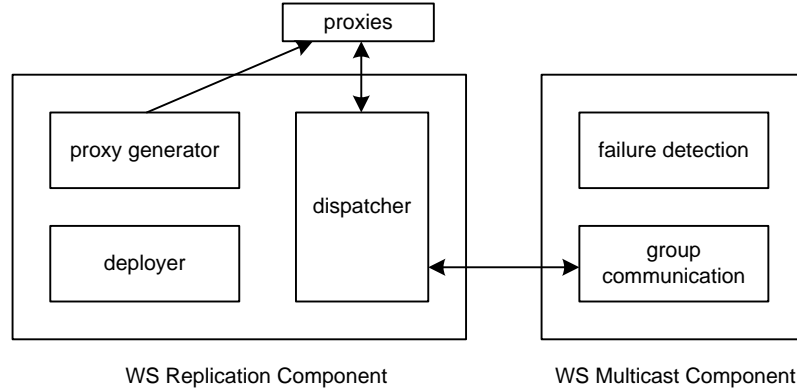 proxies
proxy generator
dispatcher
deployer
failure detection
group
communication
WS Replication Component
WS Multicast Component